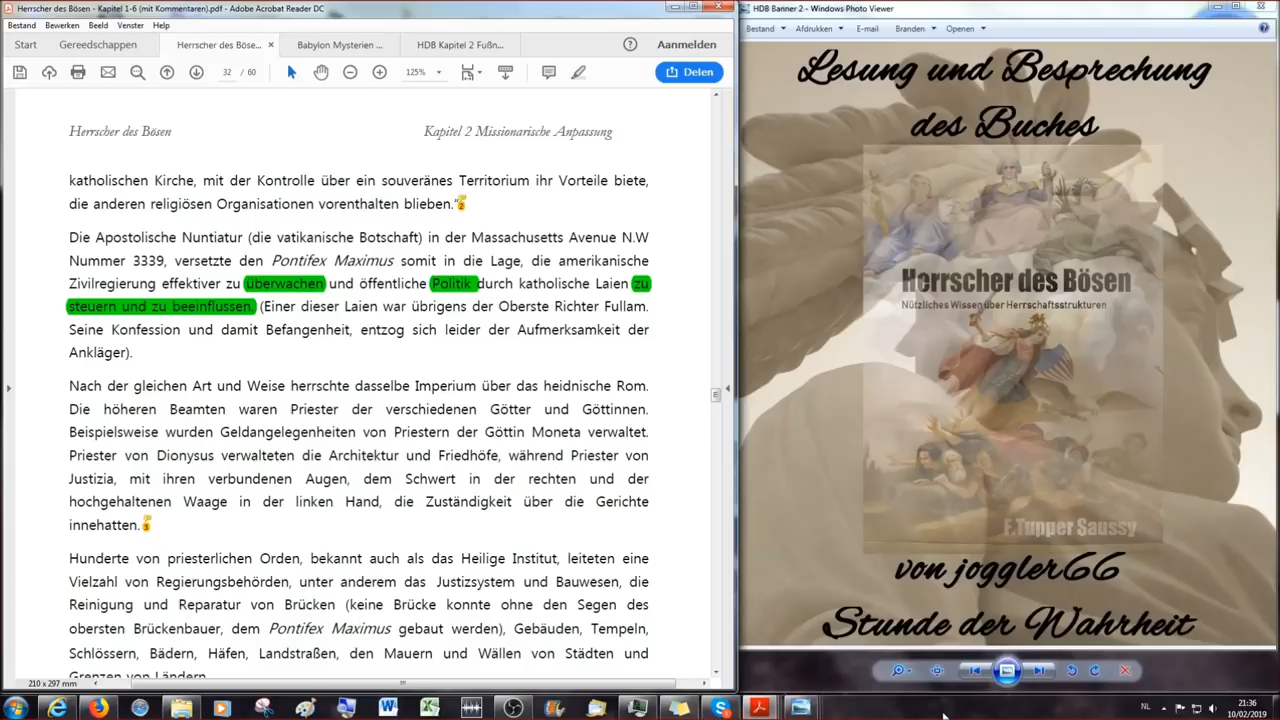 Herrscher des Bösen - Kapitel 1-6 (mit Kommentaren).pdf - Adobe Acrobat Reader DC
Bestand Bewerken Beeld Venster Help
Start Gereedschappen Herrscher des Böse... × Babylon Mysterien ... HDB Kapitel 2 Fußn... Anmelden
32 / 60 125% Delen
Herrscher des Bösen Kapitel 2 Missionarische Anpassung
katholischen Kirche, mit der Kontrolle über ein souveränes Territorium ihr Vorteile biete,
die anderen religiösen Organisationen vorenthalten blieben."2
Die Apostolische Nuntiatur (die vatikanische Botschaft) in der Massachusetts Avenue N.W
Nummer 3339, versetzte den Pontifex Maximus somit in die Lage, die amerikanische
Zivilregierung effektiver zu überwachen und öffentliche Politik durch katholische Laien zu
steuern und zu beeinflussen. (Einer dieser Laien war übrigens der Oberste Richter Fullam.
Seine Konfession und damit Befangenheit, entzog sich leider der Aufmerksamkeit der
Ankläger).
Nach der gleichen Art und Weise herrschte dasselbe Imperium über das heidnische Rom.
Die höheren Beamten waren Priester der verschiedenen Götter und Göttinnen.
Beispielsweise wurden Geldangelegenheiten von Priestern der Göttin Moneta verwaltet.
Priester von Dionysus verwalteten die Architektur und Friedhöfe, während Priester von
Justizia, mit ihren verbundenen Augen, dem Schwert in der rechten und der
hochgehaltenen Waage in der linken Hand, die Zuständigkeit über die Gerichte
innehatten.3
Hunderte von priesterlichen Orden, bekannt auch als das Heilige Institut, leiteten eine
Vielzahl von Regierungsbehörden, unter anderem das Justizsystem und Bauwesen, die
Reinigung und Reparatur von Brücken (keine Brücke konnte ohne den Segen des
obersten Brückenbauer, dem Pontifex Maximus gebaut werden), Gebäuden, Tempeln,
Schlössern, Bädern, Häfen, Landstraßen, den Mauern und Wällen von Städten und
Grenzen von Ländern
210 x 297 mm
HDB Banner 2 - Windows Photo Viewer
Bestand Afdrukken E-mail Branden Openen
Lesung und Besprechung
des Buches
Herrscher des Bösen
Nützliches Wissen über Herrschaftsstrukturen
F.Tupper Saussy
von joggler66
Stunde der Wahrheit
NL 21:36
10/02/2019